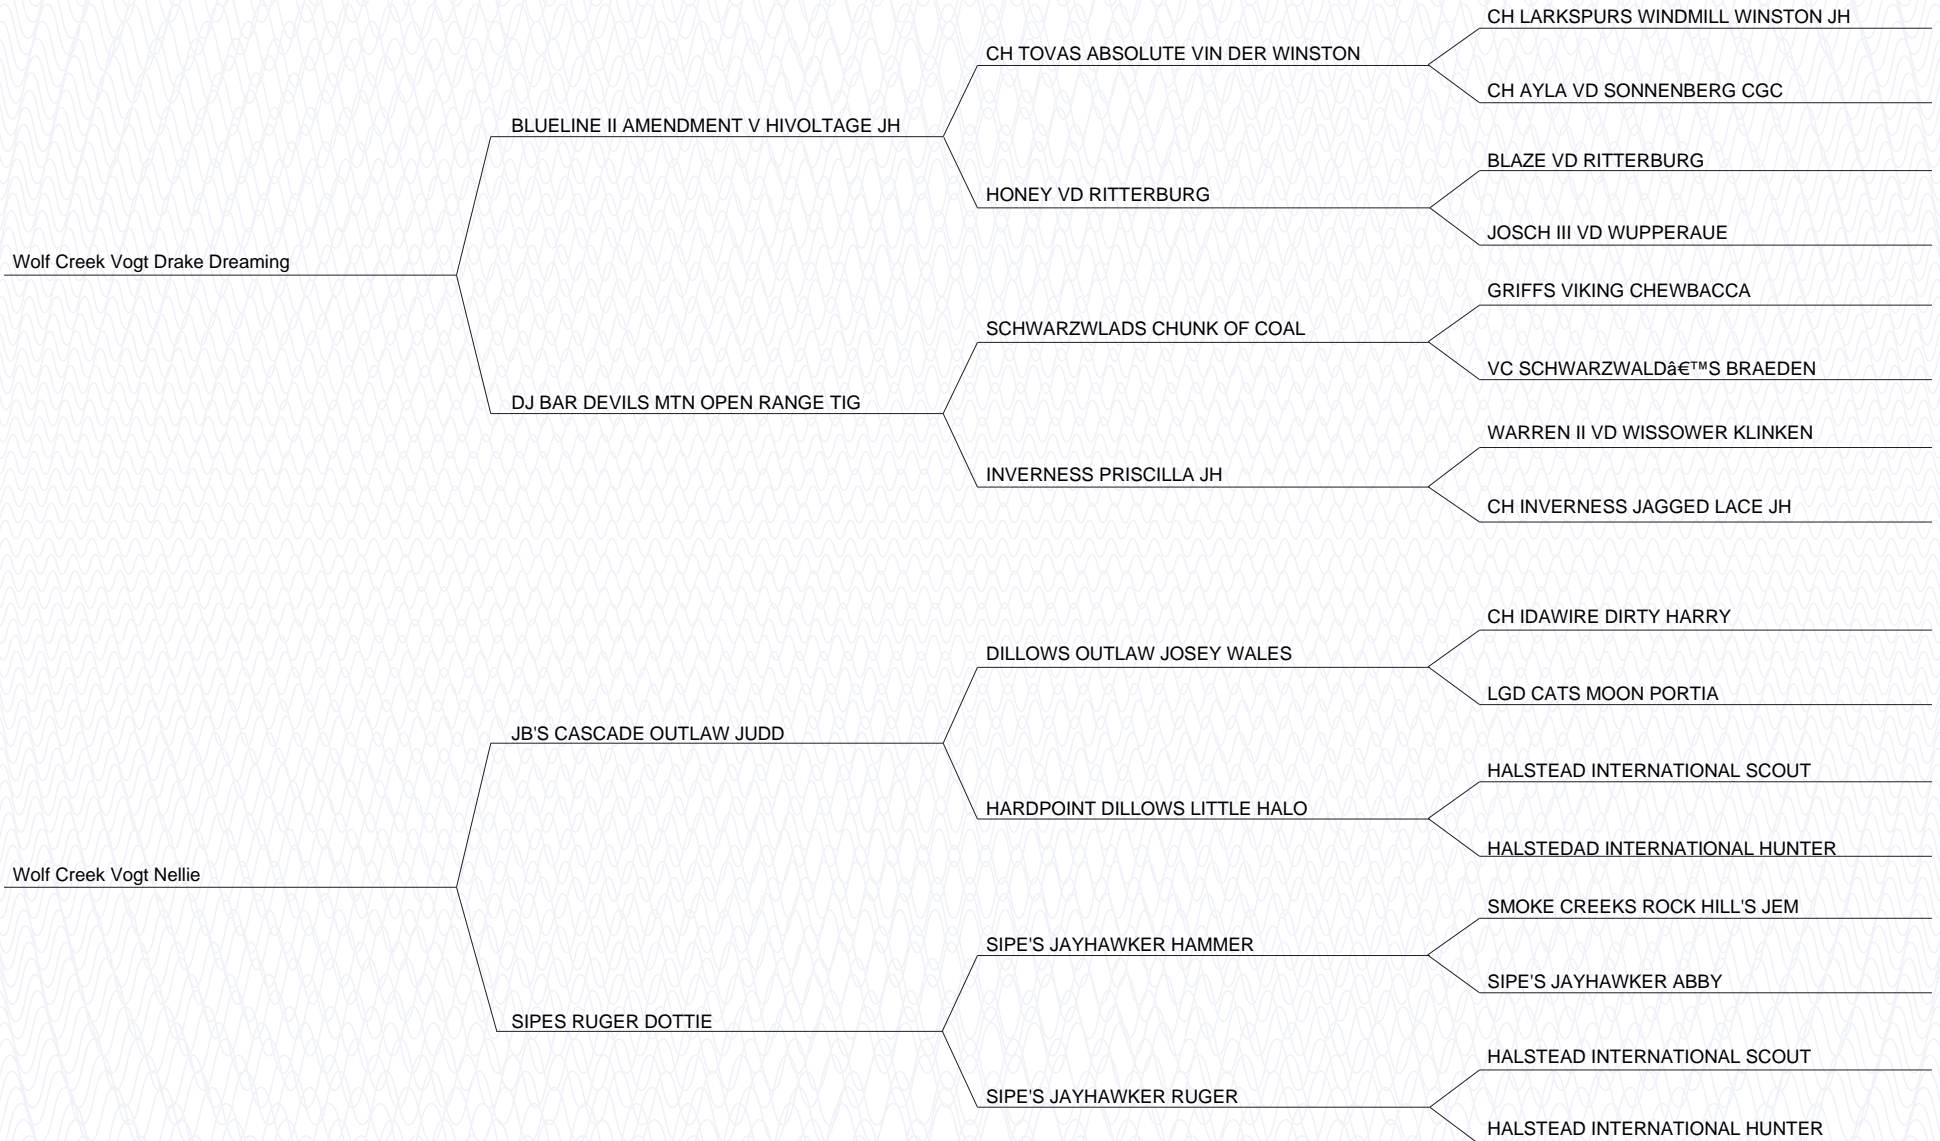 CH LARKSPURS WINDMILL WINSTON JH
CH TOVAS ABSOLUTE VIN DER WINSTON
CH AYLA VD SONNENBERG CGC
BLUELINE II AMENDMENT V HIVOLTAGE JH
BLAZE VD RITTERBURG
HONEY VD RITTERBURG
JOSCH III VD WUPPERAUE
Wolf Creek Vogt Drake Dreaming
GRIFFS VIKING CHEWBACCA
SCHWARZWLADS CHUNK OF COAL
VC SCHWARZWALDâ€™S BRAEDEN
DJ BAR DEVILS MTN OPEN RANGE TIG
WARREN II VD WISSOWER KLINKEN
INVERNESS PRISCILLA JH
CH INVERNESS JAGGED LACE JH
CH IDAWIRE DIRTY HARRY
DILLOWS OUTLAW JOSEY WALES
LGD CATS MOON PORTIA
JB'S CASCADE OUTLAW JUDD
HALSTEAD INTERNATIONAL SCOUT
HARDPOINT DILLOWS LITTLE HALO
HALSTEDAD INTERNATIONAL HUNTER
Wolf Creek Vogt Nellie
SMOKE CREEKS ROCK HILL'S JEM
SIPE'S JAYHAWKER HAMMER
SIPE'S JAYHAWKER ABBY
SIPES RUGER DOTTIE
HALSTEAD INTERNATIONAL SCOUT
SIPE'S JAYHAWKER RUGER
HALSTEAD INTERNATIONAL HUNTER